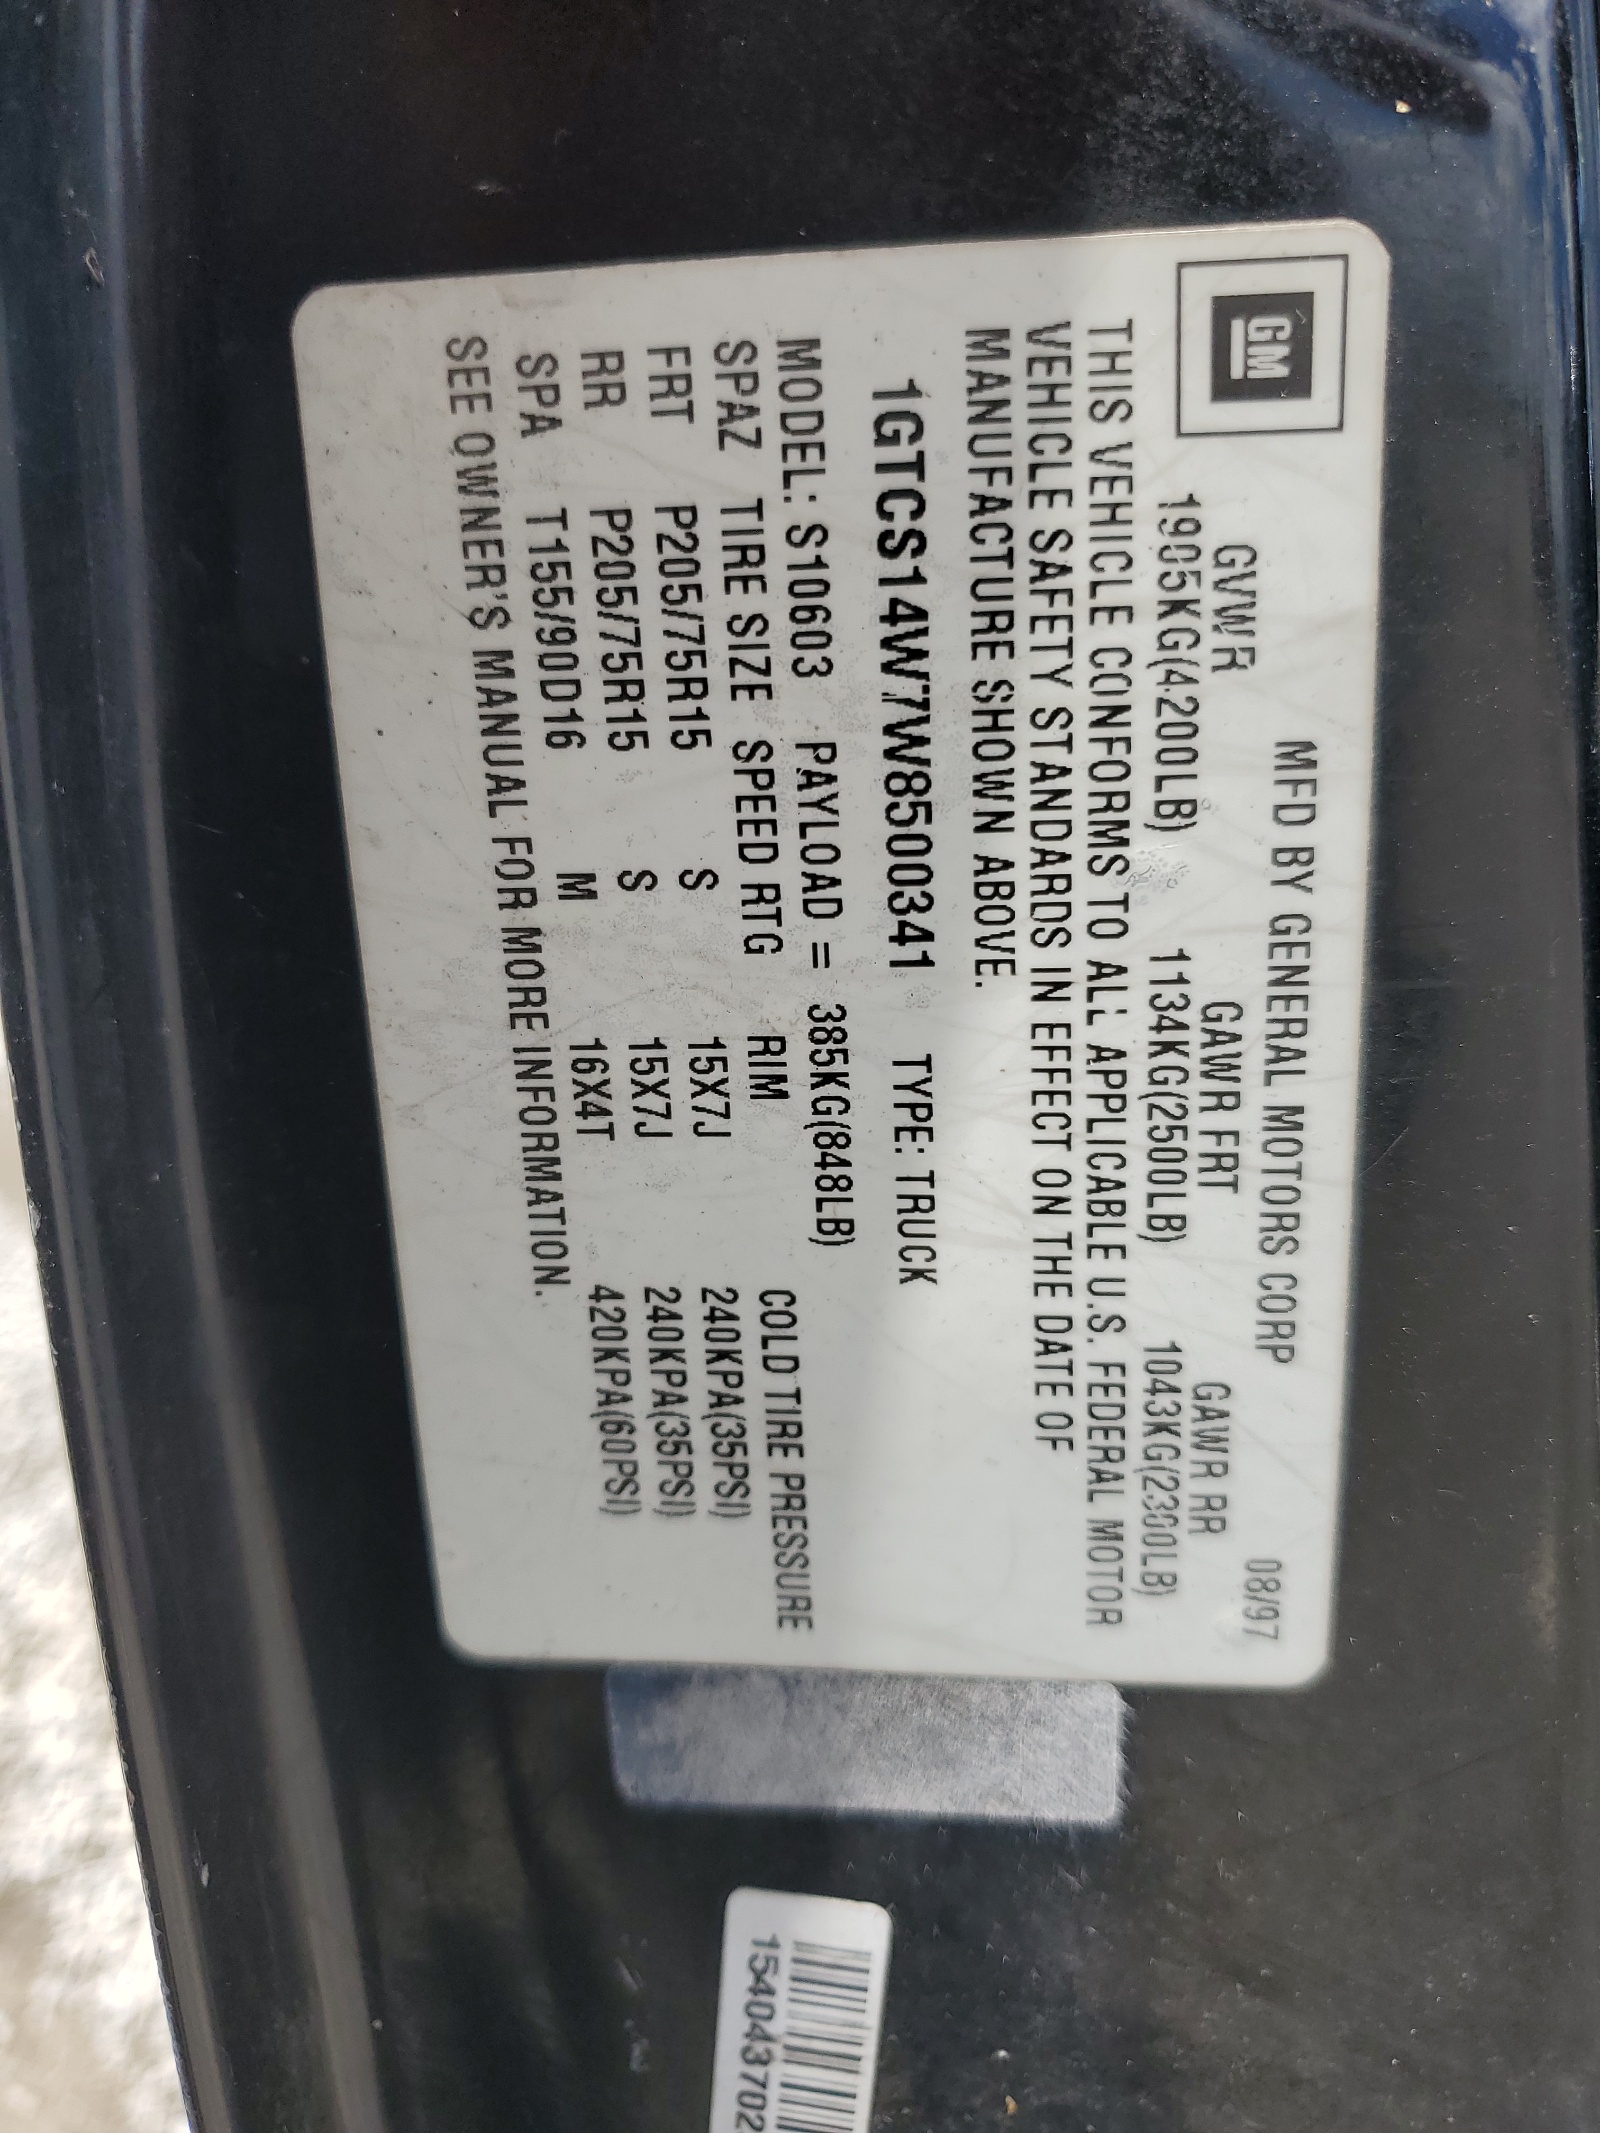 GM
MFD BY GENERAL MOTORS CORP 08/97
GVWR GAWR FRT GAWR RR
1905KG(4200LB) 1134KG(2500LB) 1043KG(2300LB)
THIS VEHICLE CONFORMS TO ALL APPLICABLE U.S. FEDERAL MOTOR
VEHICLE SAFETY STANDARDS IN EFFECT ON THE DATE OF
MANUFACTURE SHOWN ABOVE.
1GTCS14W7W8500341 TYPE: TRUCK
MODEL: S10603 PAYLOAD = 385KG(848LB)
SPAZ TIRE SIZE SPEED RTG RIM COLD TIRE PRESSURE
FRT P205/75R15 S 15X7J 240KPA(35PSI)
RR P205/75R15 S 15X7J 240KPA(35PSI)
SPA T155/90D16 M 16X4T 420KPA(60PSI)
SEE OWNER'S MANUAL FOR MORE INFORMATION.
154043702